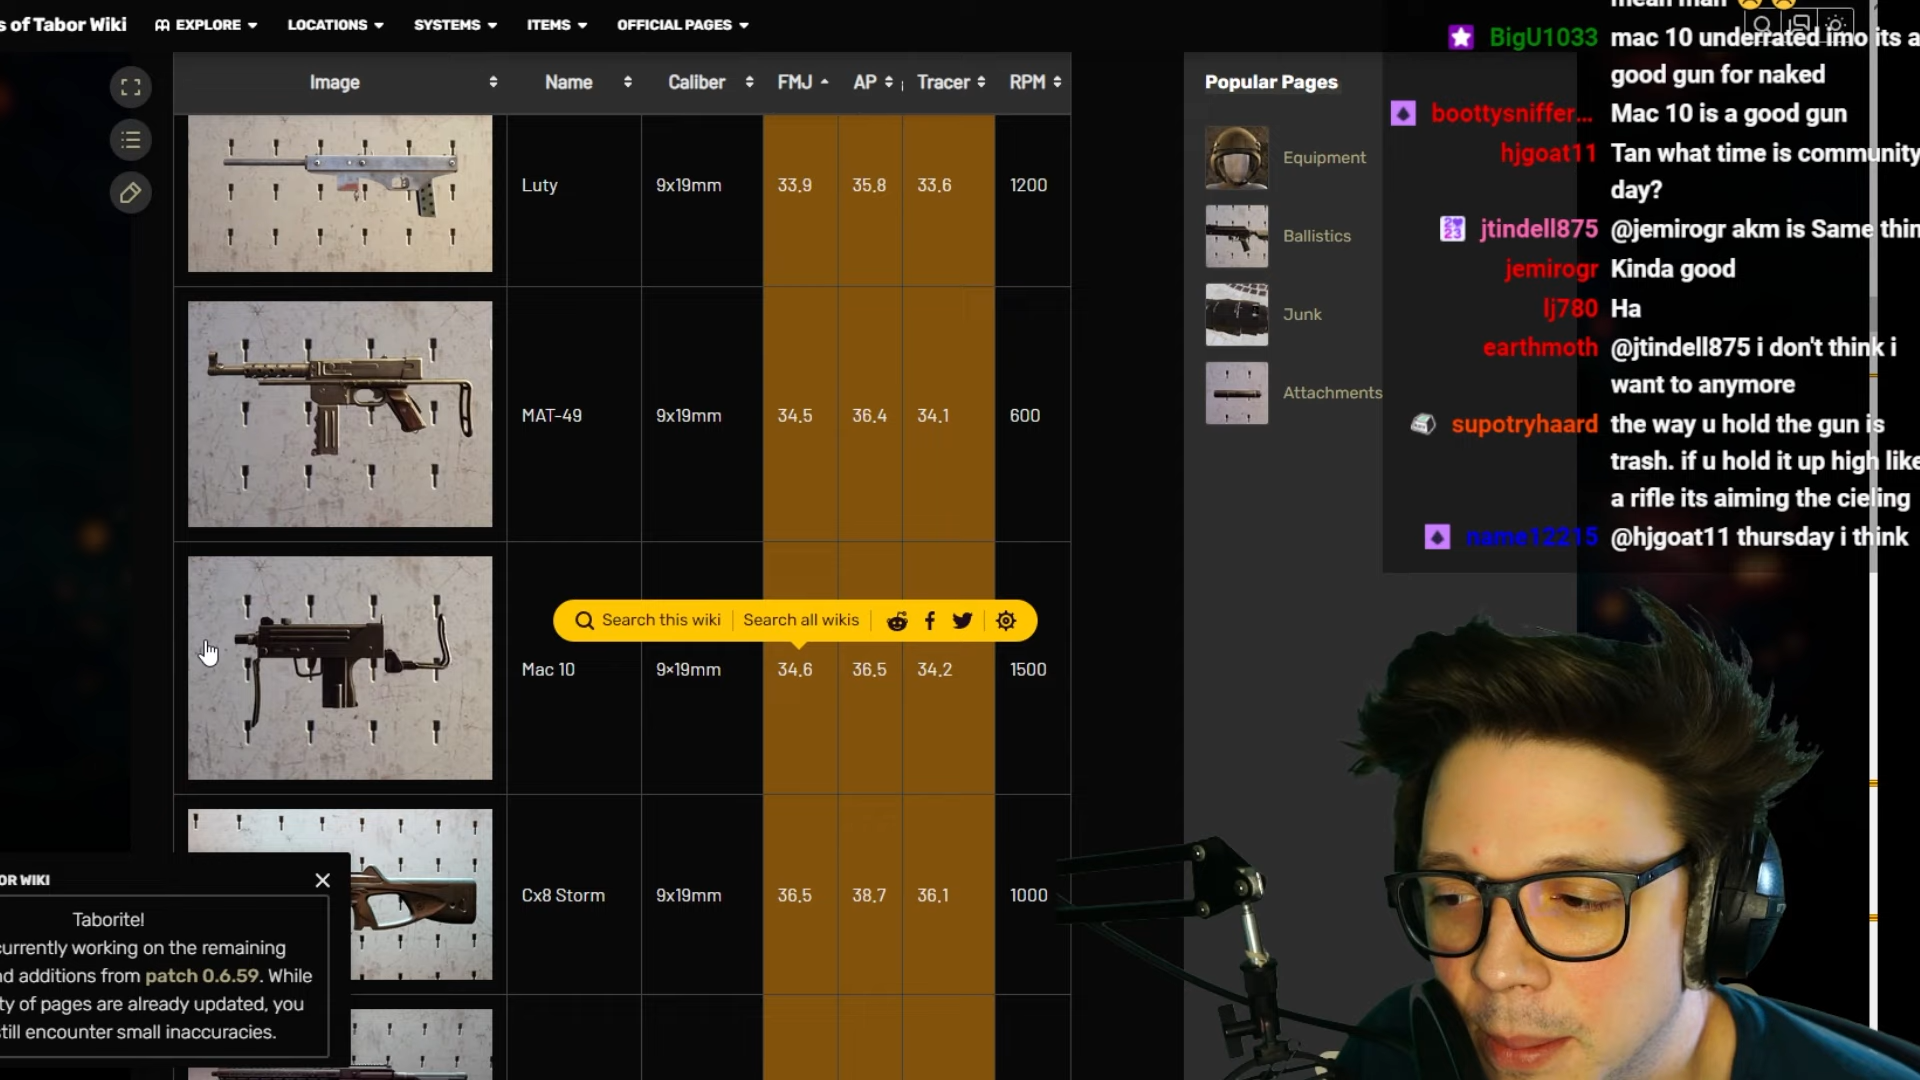 s of Tabor Wiki EXPLORE LOCATIONS SYSTEMS ITEMS OFFICIAL PAGES
Image Name Caliber FMJ AP Tracer RPM
Luty 9x19mm 33.9 35.8 33.6 1200
MAT-49 9x19mm 34.5 36.4 34.1 600
Search this wiki Search all wikis
Mac 10 9×19mm 34.6 36.5 34.2 1500
Cx8 Storm 9x19mm 36.5 38.7 36.1 1000
OR WIKI
Taborite!
currently working on the remaining
nd additions from patch 0.6.59. While
ty of pages are already updated, you
still encounter small inaccuracies.
Popular Pages
Equipment
Ballistics
Junk
Attachments
mean man
BigU1033 mac 10 underrated imo its a
good gun for naked
boottysniffer... Mac 10 is a good gun
hjgoat11 Tan what time is community
day?
jtindell875 @jemirogr akm is Same thin
jemirogr Kinda good
lj780 Ha
earthmoth @jtindell875 i don't think i
want to anymore
supotryhaard the way u hold the gun is
trash. if u hold it up high like
a rifle its aiming the cieling
name12215 @hjgoat11 thursday i think